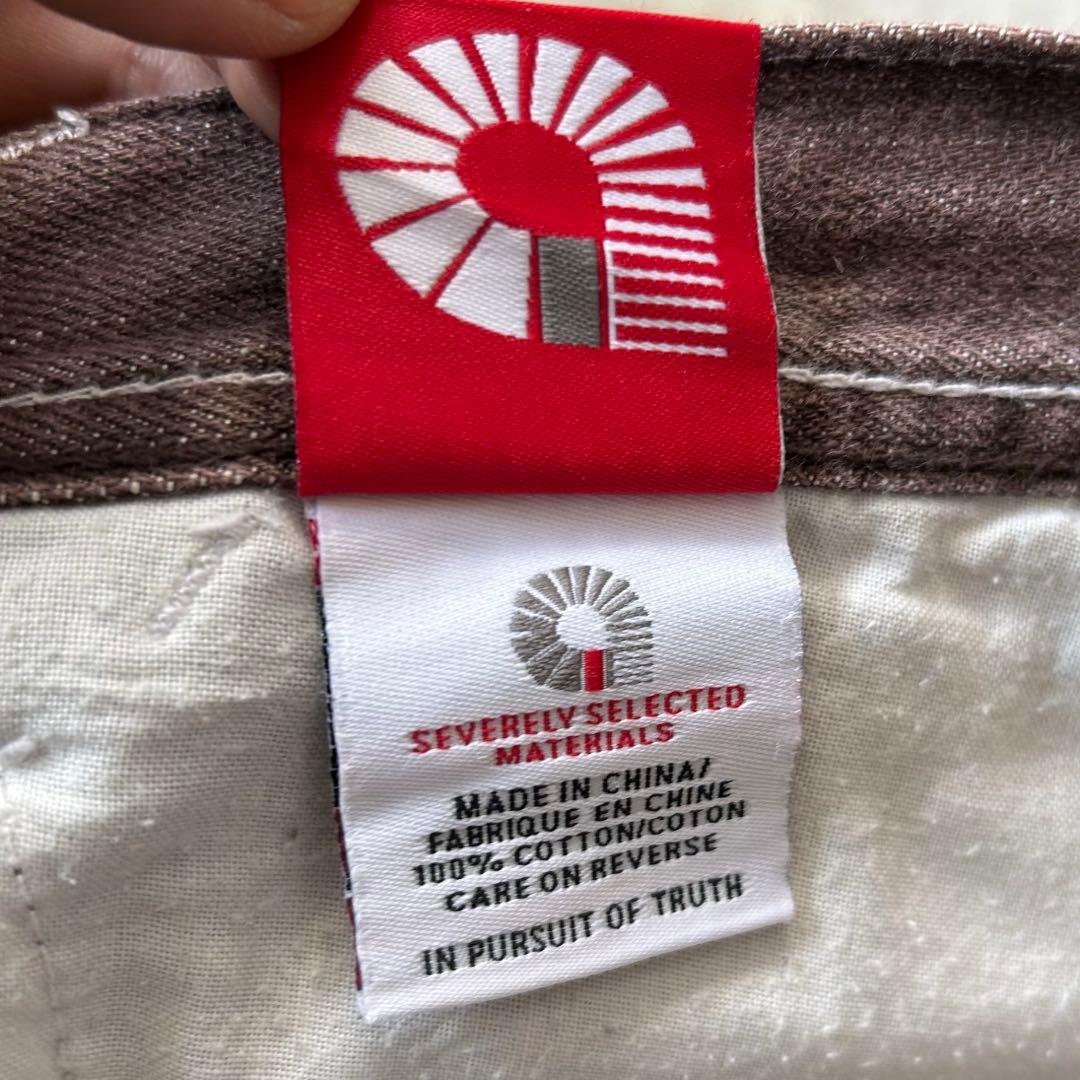 SEVERELY SELECTED
MATERIALS
MADE IN CHINA/
FABRIQUE EN CHINE
100% COTTON/COTON
CARE ON REVERSE
IN PURSUIT OF TRUTH